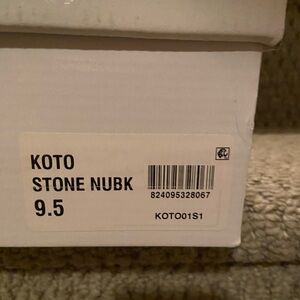 KOTO
STONE NUBK
9.5
824095328067
KOTO01S1